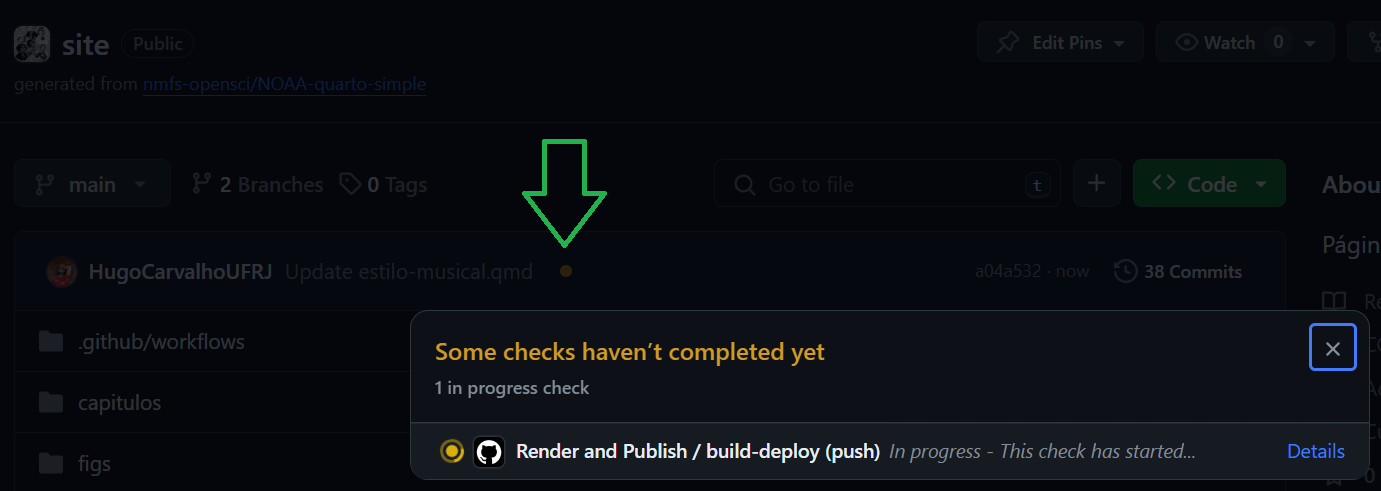 site Public
Edit Pins Watch 0
generated from nmfs-opensci/NOAA-quarto-simple
main 2 Branches 0 Tags Go to file t Code
HugoCarvalhoUFRJ Update estilo-musical.qmd a04a532 · now 38 Commits
.github/workflows
capitulos
figs
Some checks haven't completed yet
1 in progress check
Render and Publish / build-deploy (push) In progress - This check has started... Details
0